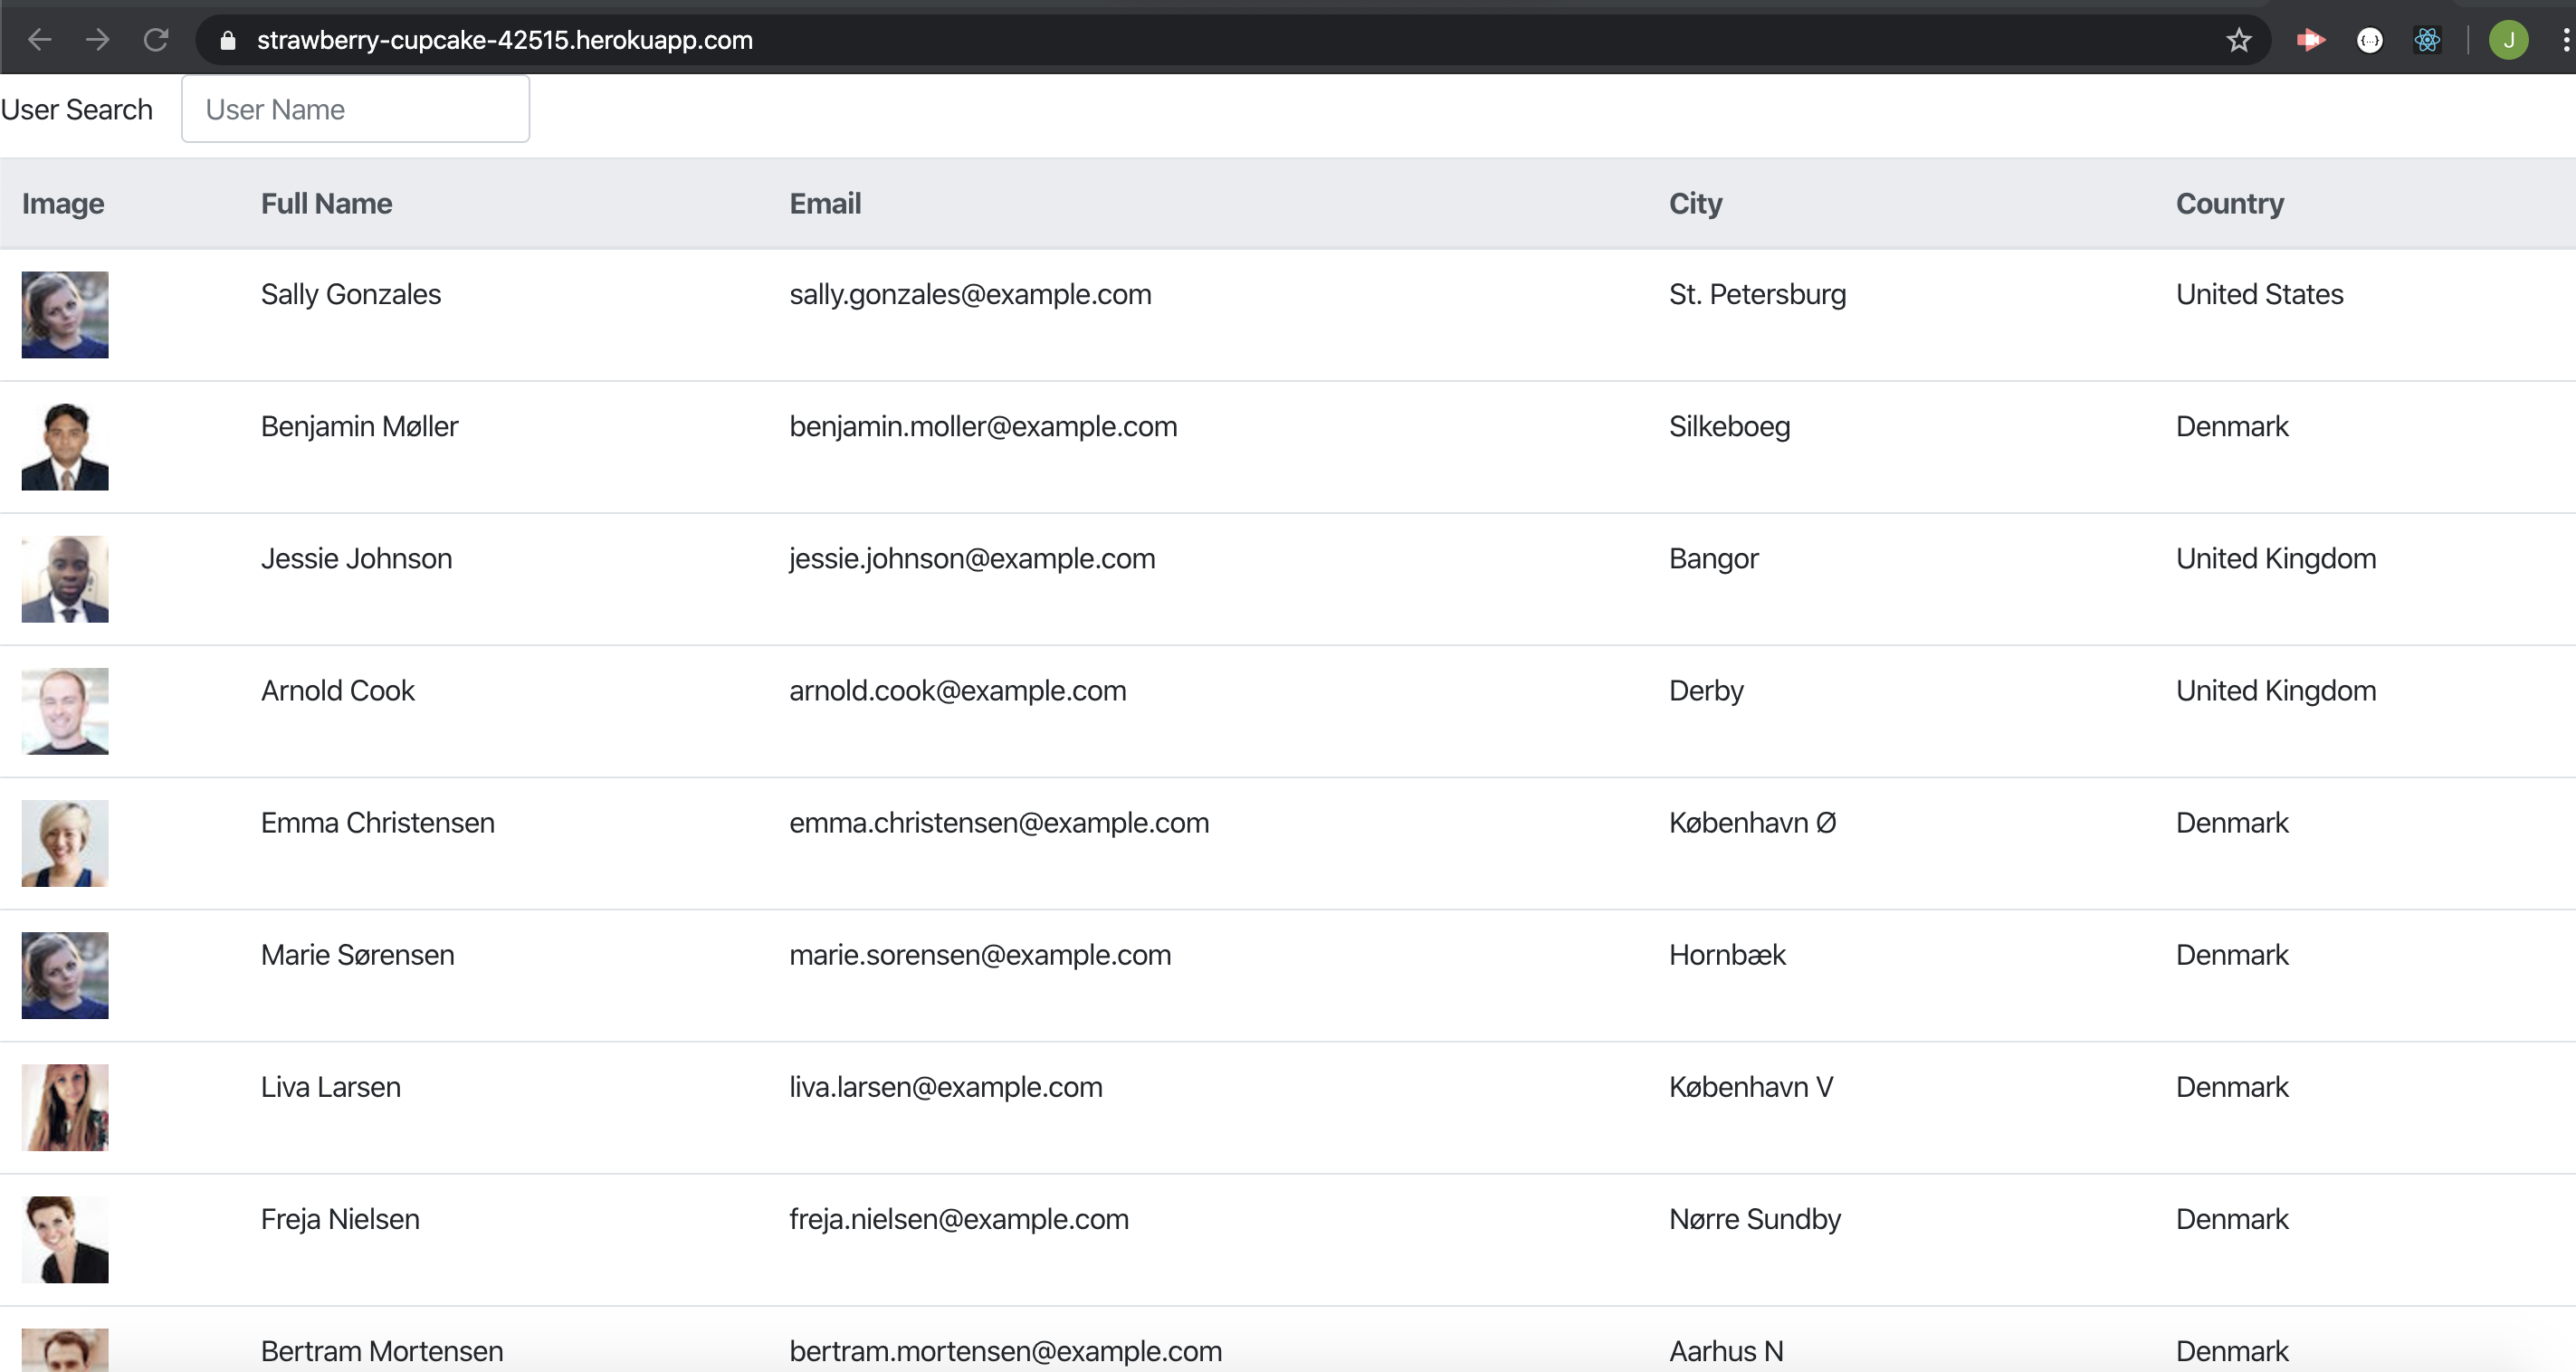 strawberry-cupcake-42515.herokuapp.com
J
User Search User Name
Image Full Name Email City Country
Sally Gonzales sally.gonzales@example.com St. Petersburg United States
Benjamin Møller benjamin.moller@example.com Silkeboeg Denmark
Jessie Johnson jessie.johnson@example.com Bangor United Kingdom
Arnold Cook arnold.cook@example.com Derby United Kingdom
Emma Christensen emma.christensen@example.com København Ø Denmark
Marie Sørensen marie.sorensen@example.com Hornbæk Denmark
Liva Larsen liva.larsen@example.com København V Denmark
Freja Nielsen freja.nielsen@example.com Nørre Sundby Denmark
Bertram Mortensen bertram.mortensen@example.com Aarhus N Denmark